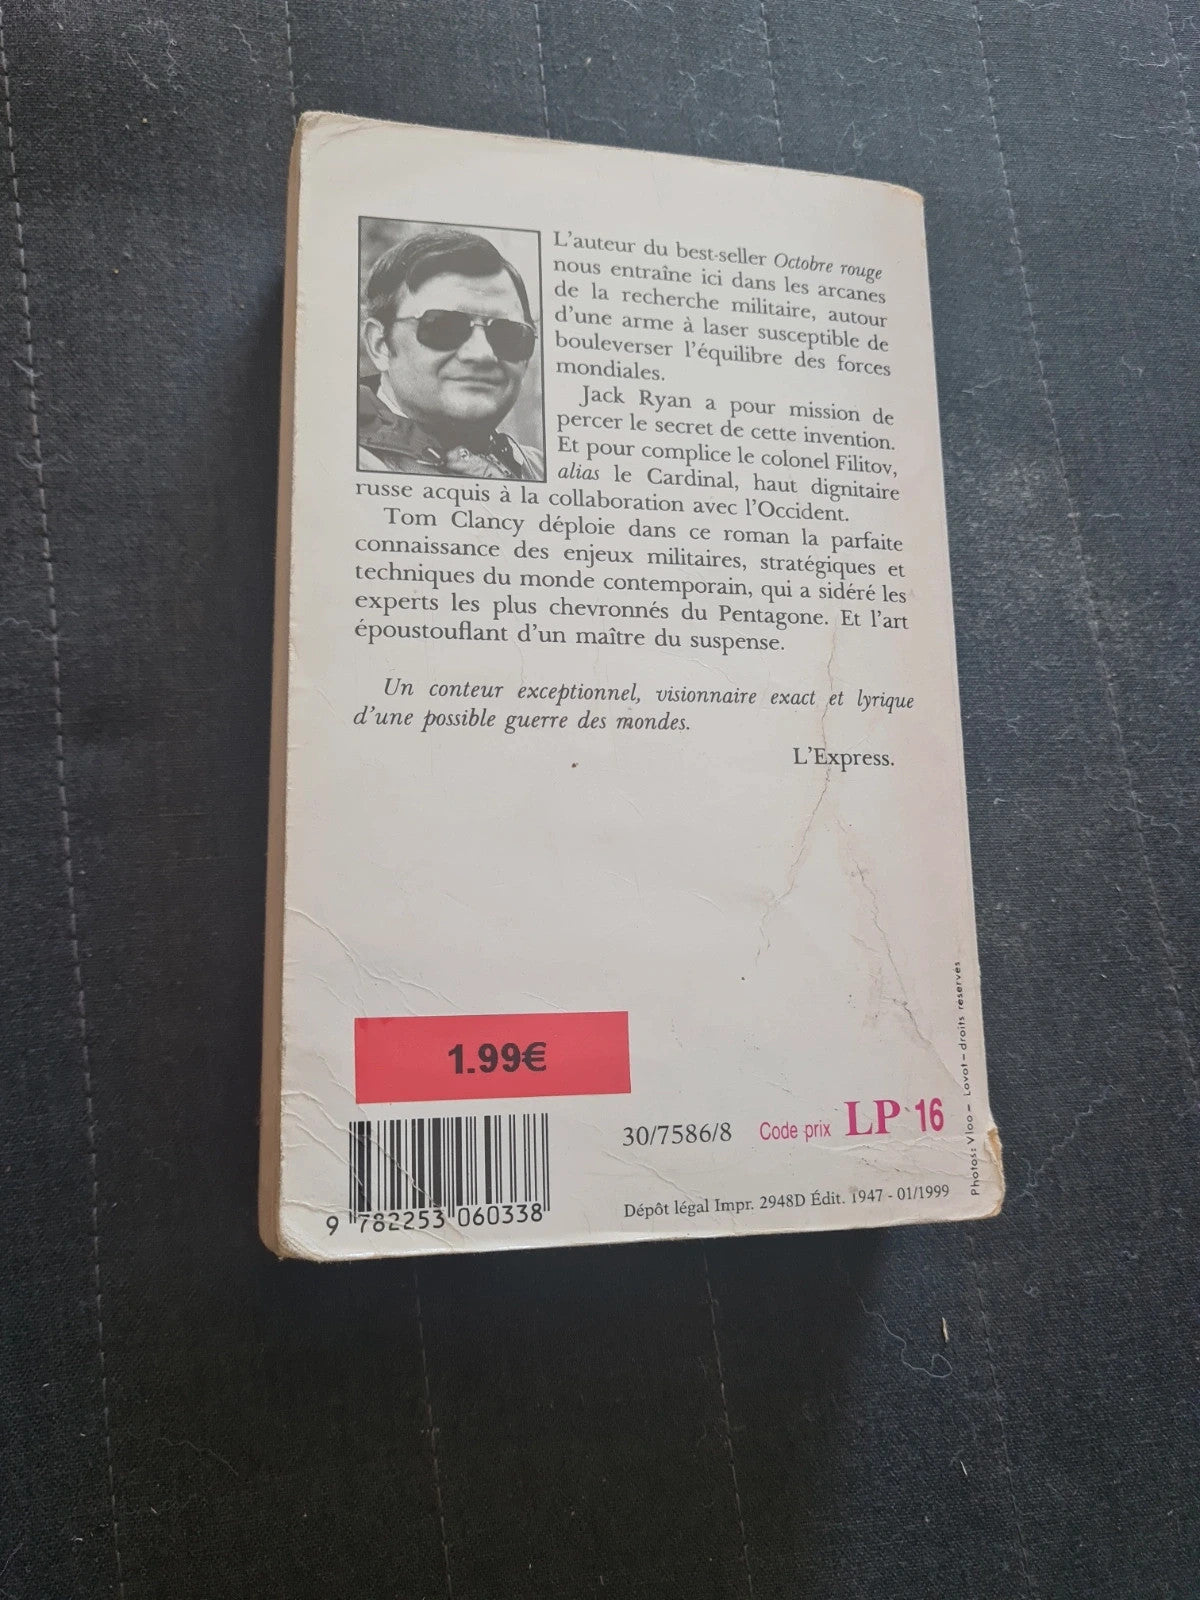 L'auteur du best-seller Octobre rouge
nous entraîne ici dans les arcanes
de la recherche militaire, autour
d'une arme à laser susceptible de
bouleverser l'équilibre des forces
mondiales.
Jack Ryan a pour mission de
percer le secret de cette invention.
Et pour complice le colonel Filitov,
alias le Cardinal, haut dignitaire
russe acquis à la collaboration avec l'Occident.
Tom Clancy déploie dans ce roman la parfaite
connaissance des enjeux militaires, stratégiques et
techniques du monde contemporain, qui a sidéré les
experts les plus chevronnés du Pentagone. Et l'art
époustouflant d'un maître du suspense.
Un conteur exceptionnel, visionnaire exact et lyrique
d'une possible guerre des mondes.
L'Express.
1.99€
30/7586/8 Code prix LP 16
9 782253 060338
Dépôt légal Impr. 2948D Édit. 1947 - 01/1999
Photos: Vloo - Lovot - droits réservés